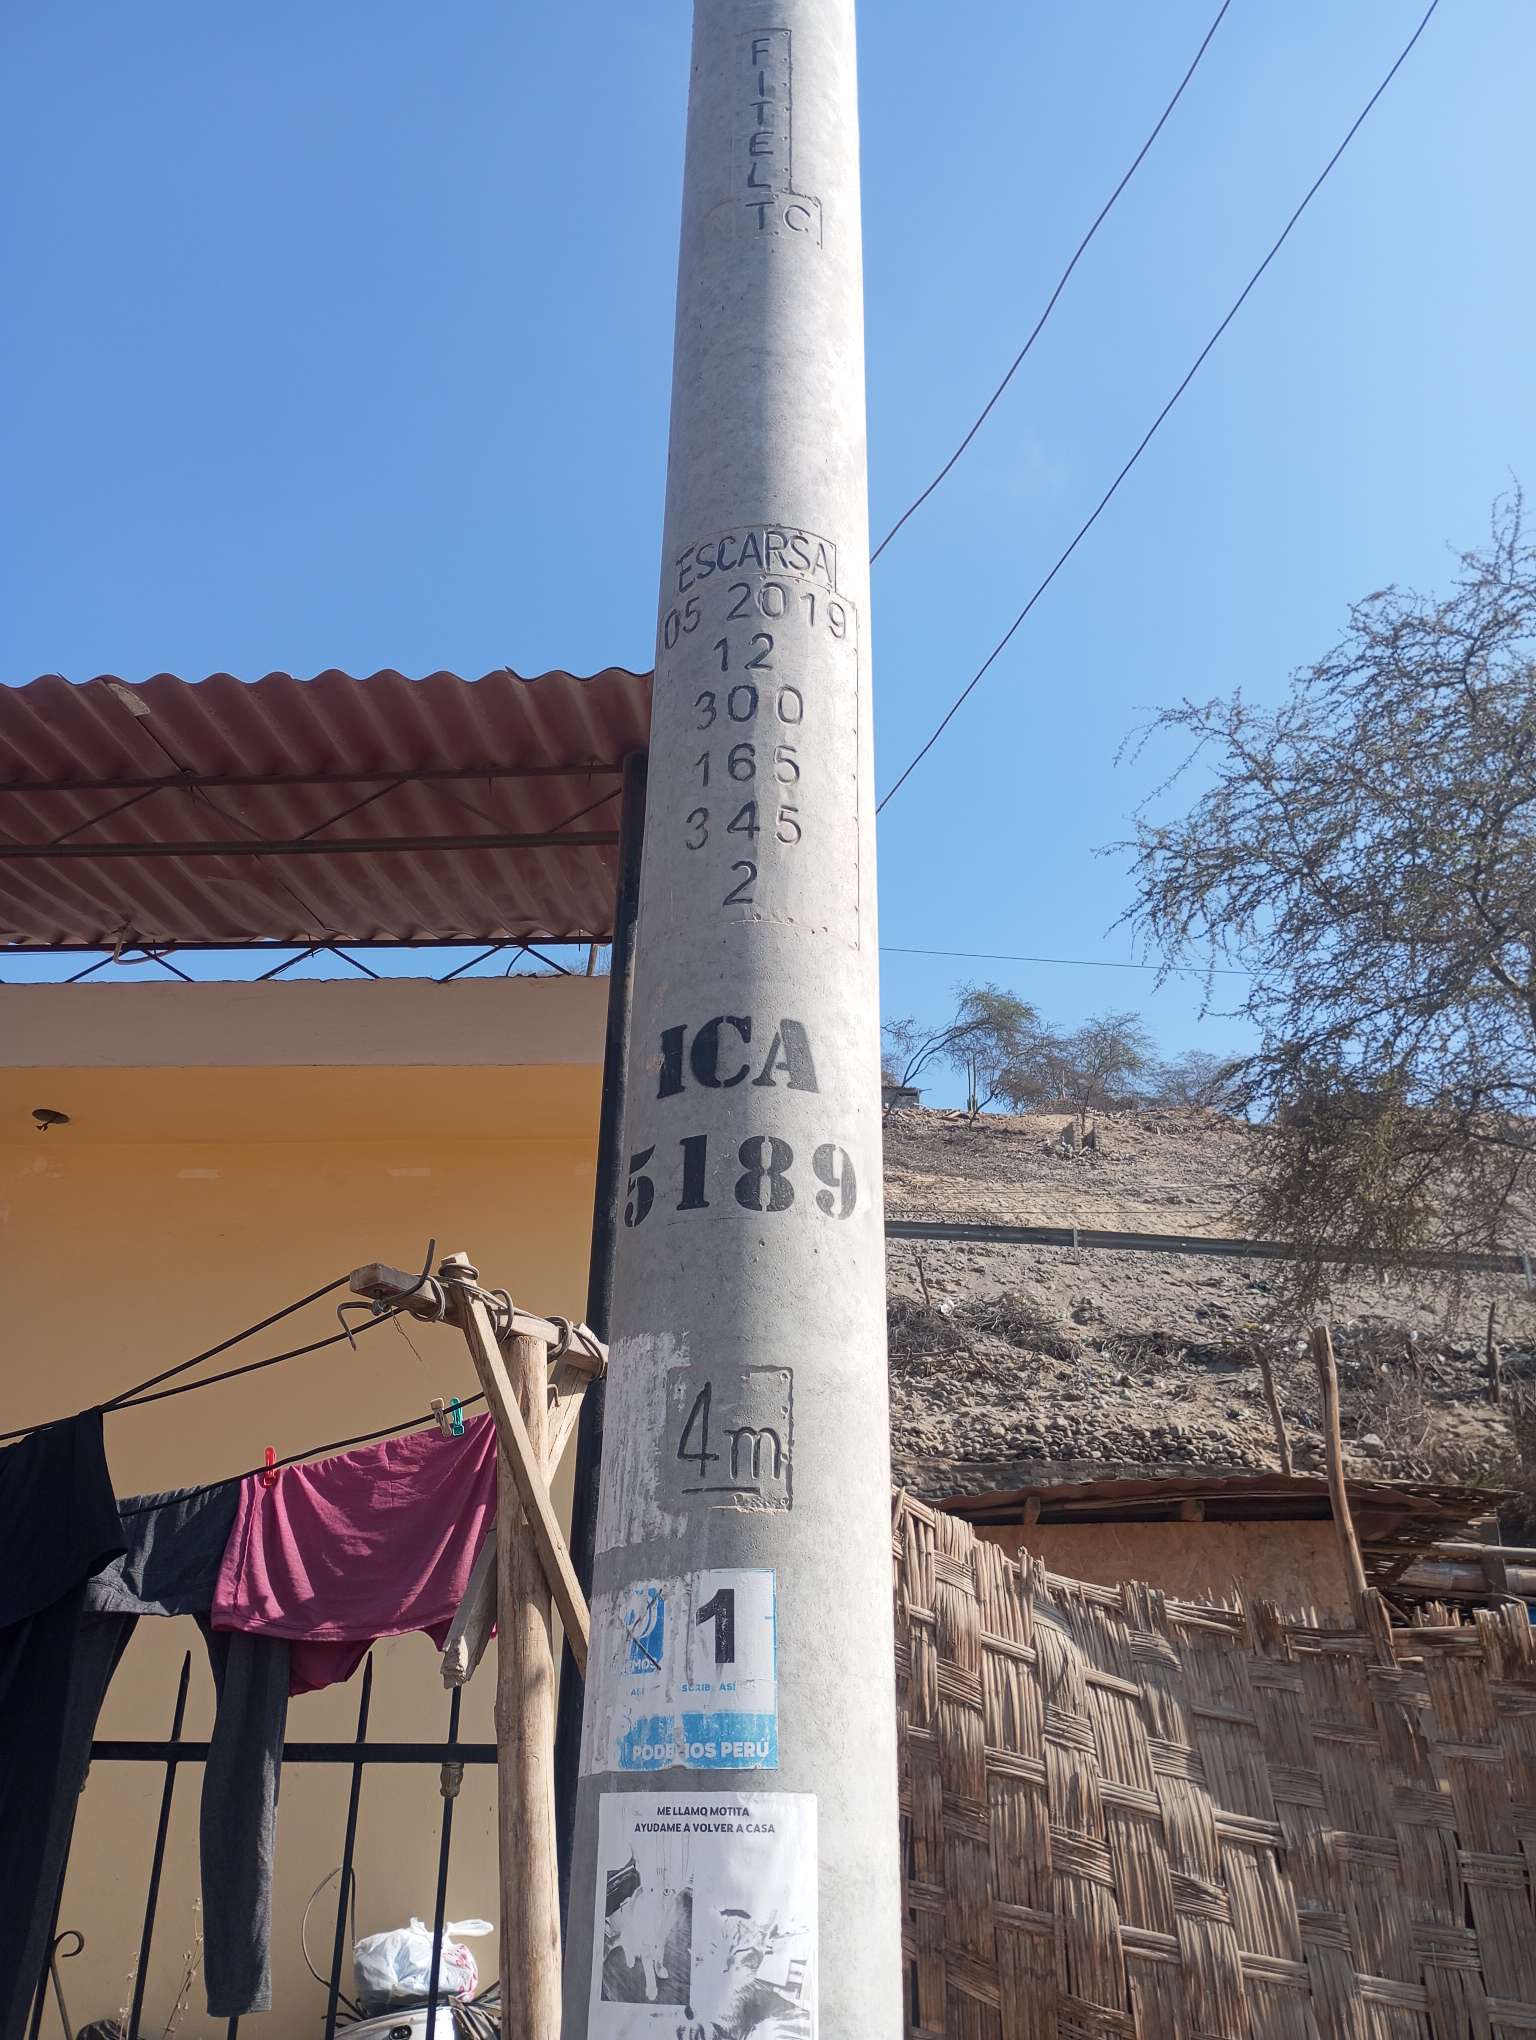 FITEL
TC
ESCARSA
05 2019
12
300
165
345
2
ICA
5189
4m
1
PODEMOS PERÚ
ME LLAMO MOTITA
AYUDAME A VOLVER A CASA